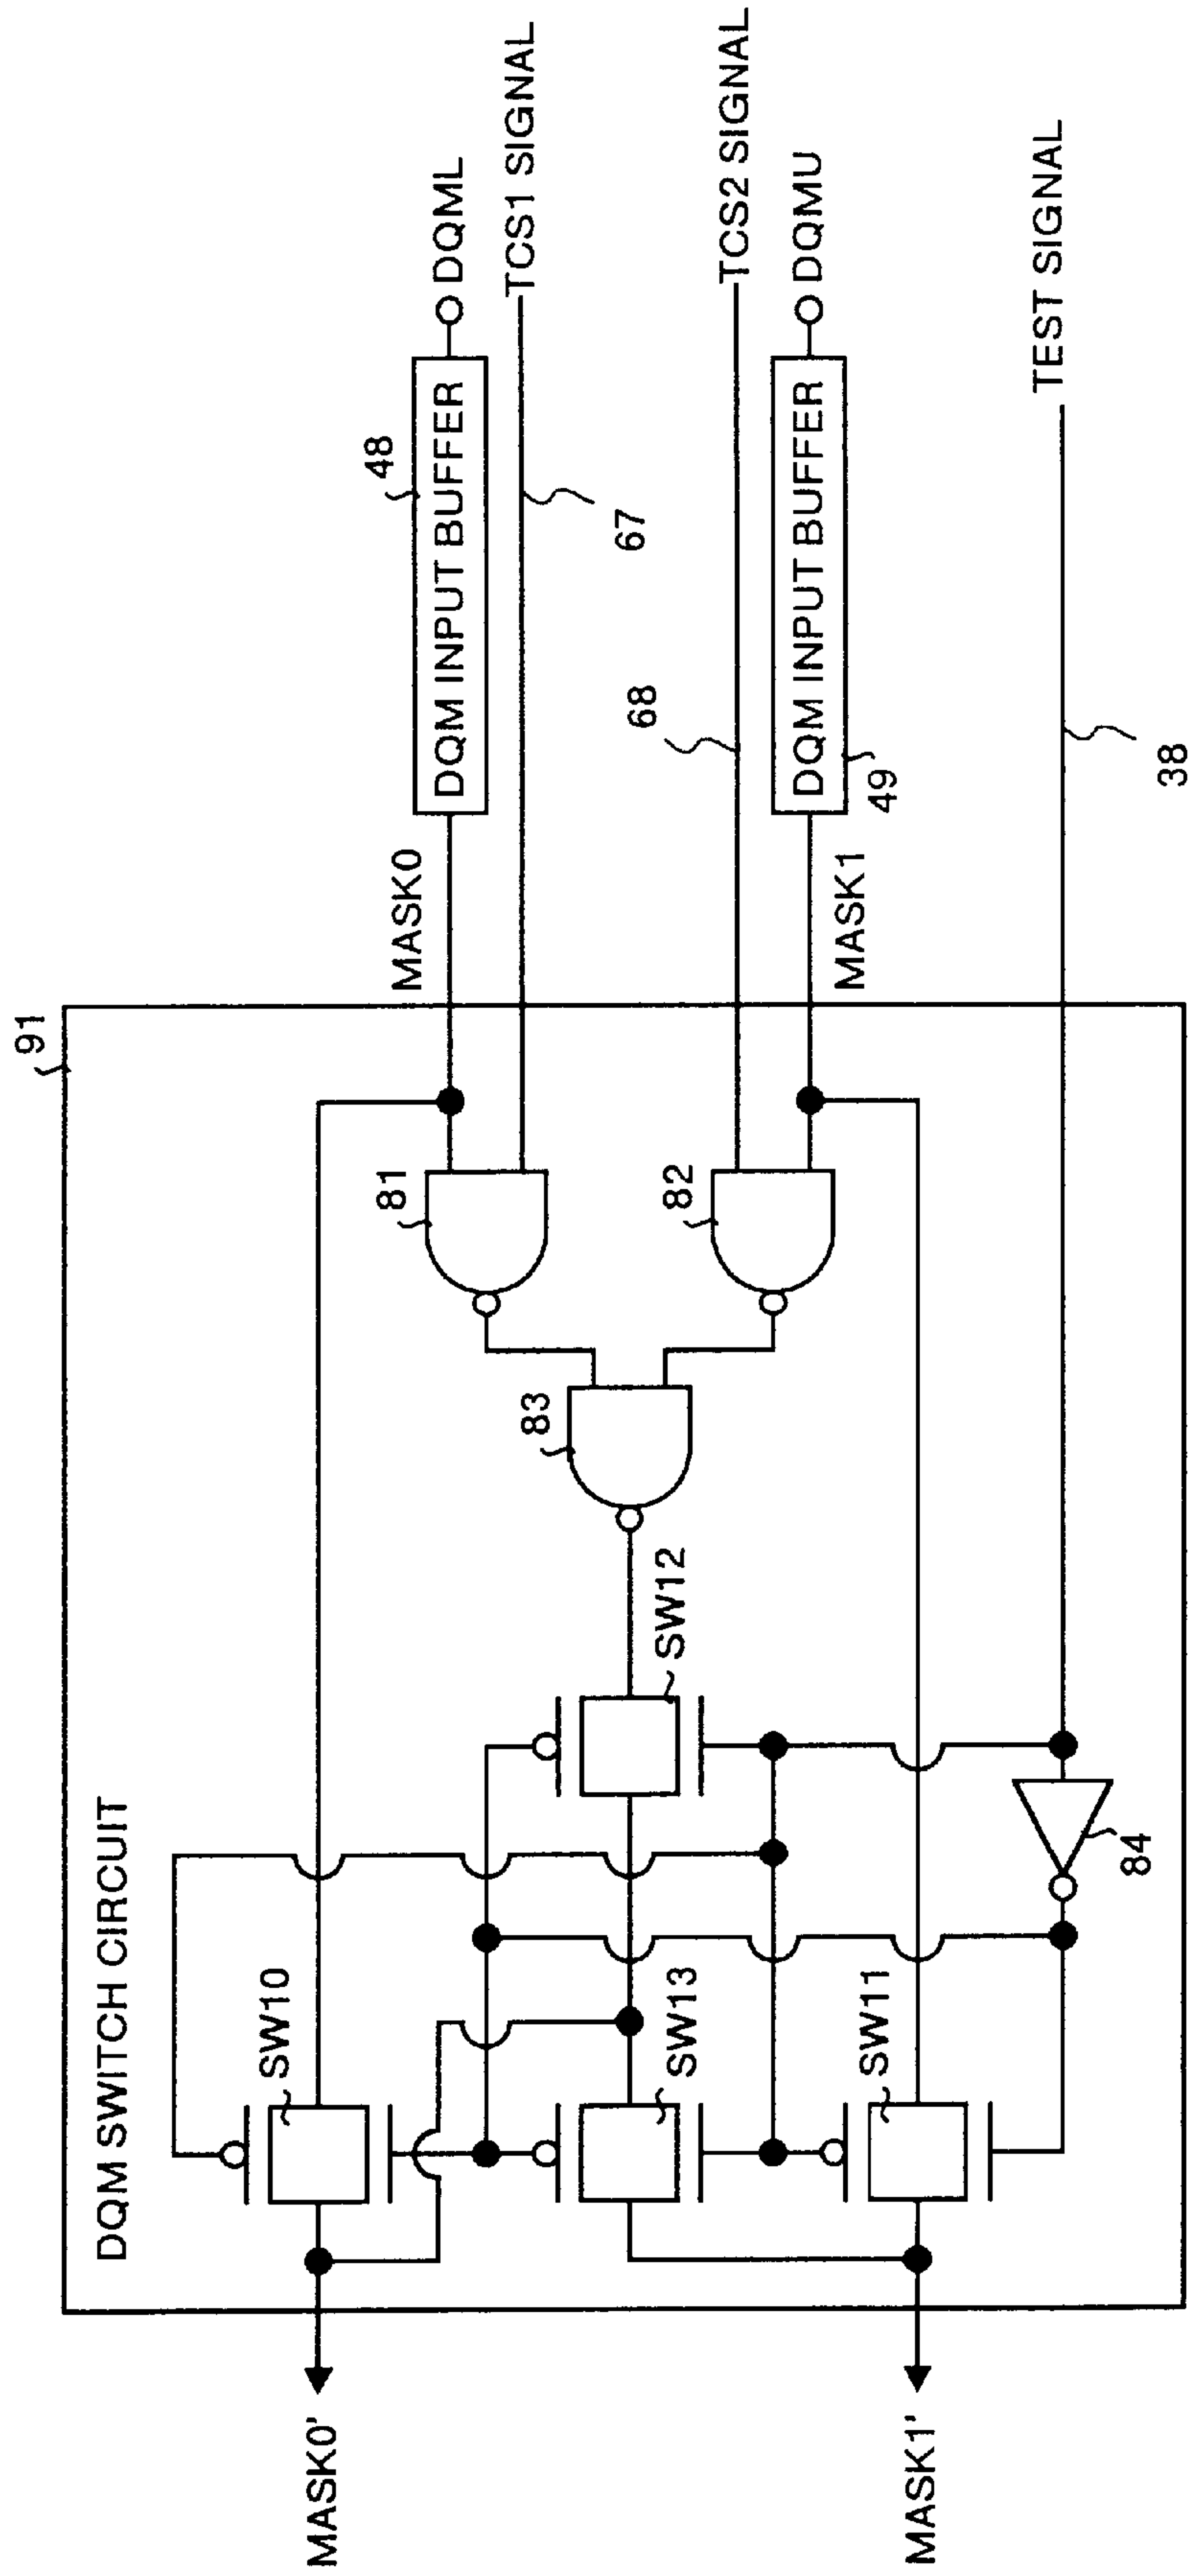 DQM SWITCH CIRCUIT
91
MASK0'
SW10
MASK0
DQM INPUT BUFFER
48
DQML
81
67
TCS1 SIGNAL
SW13
SW12
83
82
68
TCS2 SIGNAL
MASK1'
SW11
MASK1
DQM INPUT BUFFER
49
DQMU
84
38
TEST SIGNAL